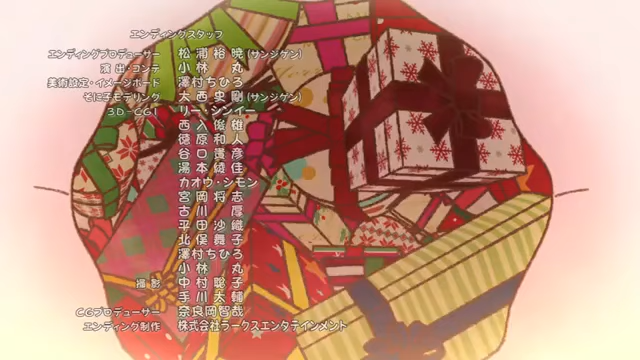 エンディングスタッフ
エンディングプロデューサー 松浦裕暁(サンジゲン)
演出・コンテ 小林 丸
美術設定・イメージボード 澤村ちひろ
そに子モデリング 大西史剛(サンジゲン)
3D-CGI リー・シンイー
西入俊雄
徳原和人
谷口貴彦
湯本綾佳
カオウ・シモン
宮岡将志
古川 厚
平田沙織
北俣舞子
澤村ちひろ
小林 丸
撮影 中村聡子
手川大輔
CGプロデューサー 奈良岡智哉
エンディング制作 株式会社ラークスエンタテインメント